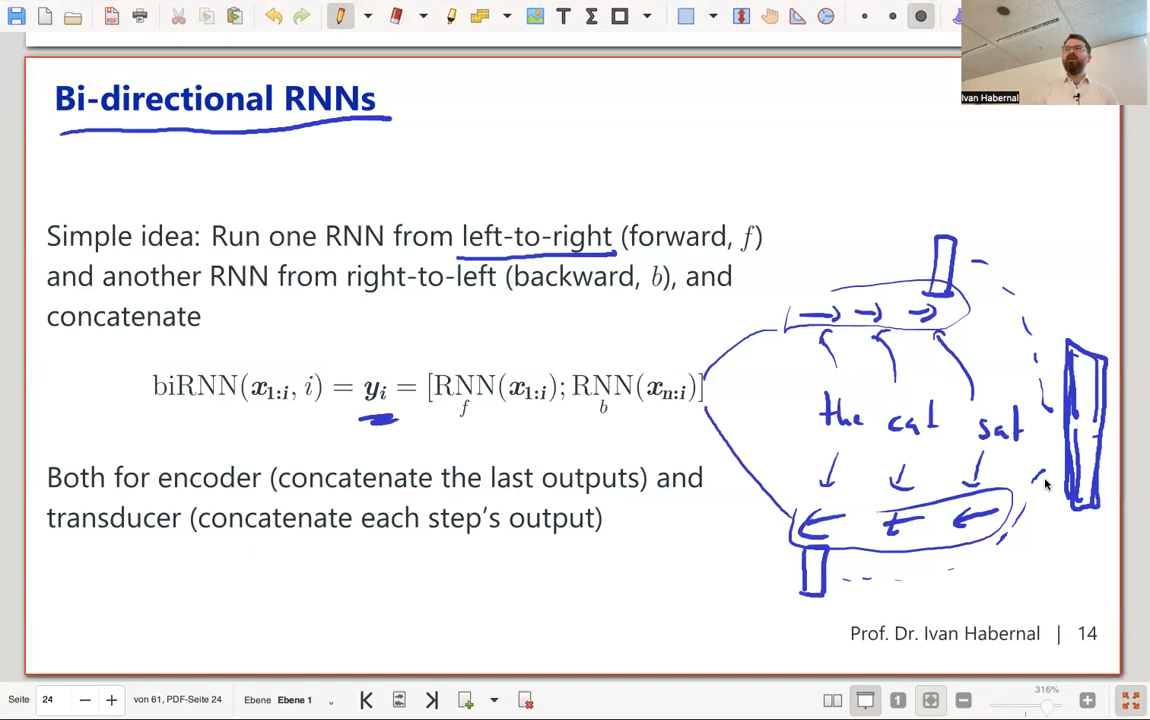 Ivan Habernal
Bi-directional RNNs
Simple idea: Run one RNN from left-to-right (forward, f)
and another RNN from right-to-left (backward, b), and
concatenate
biRNN(x1:i, i) = yi = [RNN(x1:i); RNN(xn:i)]
f b
Both for encoder (concatenate the last outputs) and
transducer (concatenate each step's output)
the cat sat
Prof. Dr. Ivan Habernal | 14
Seite 24 von 61, PDF-Seite 24 Ebene Ebene 1 1 316%